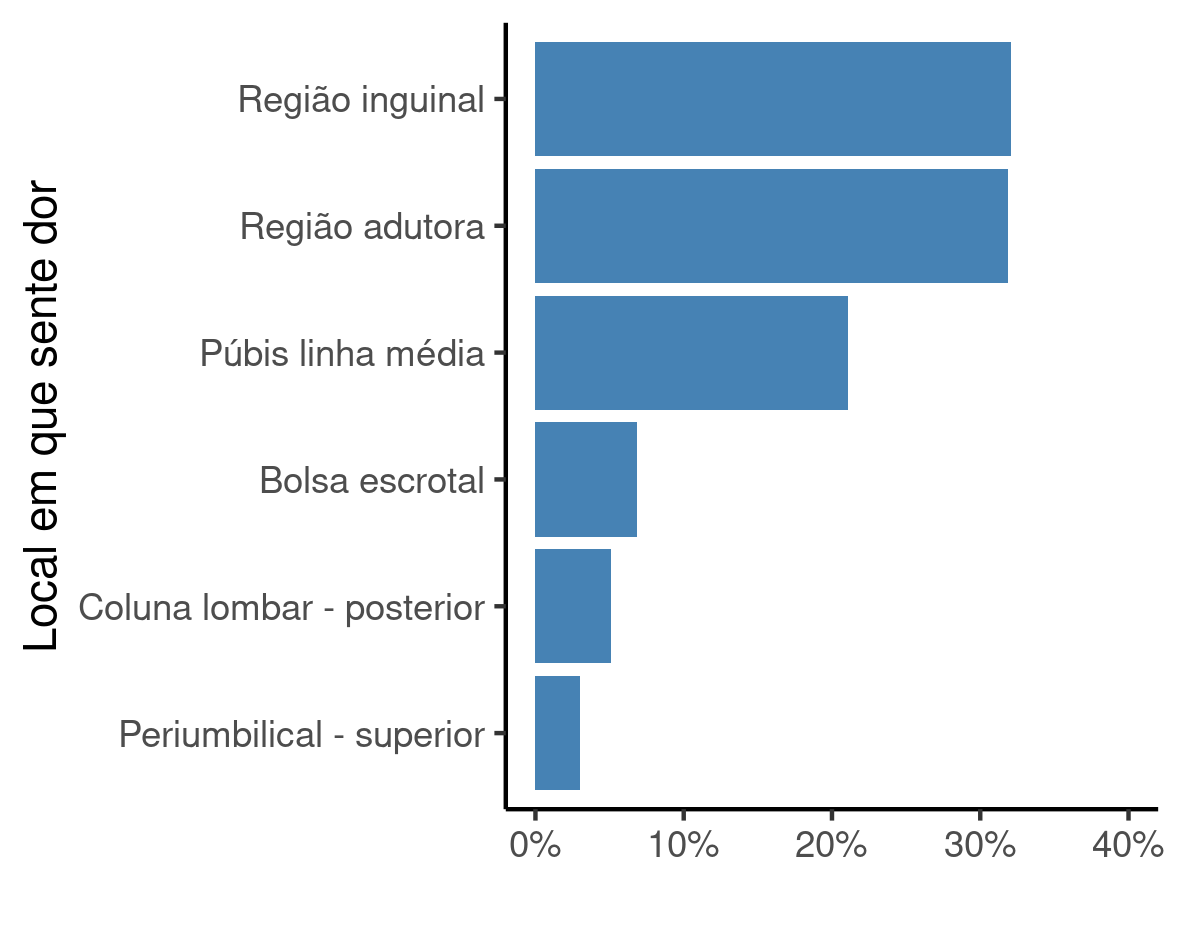 Local em que sente dor
Região inguinal
Região adutora
Púbis linha média
Bolsa escrotal
Coluna lombar - posterior
Periumbilical - superior
0% 10% 20% 30% 40%